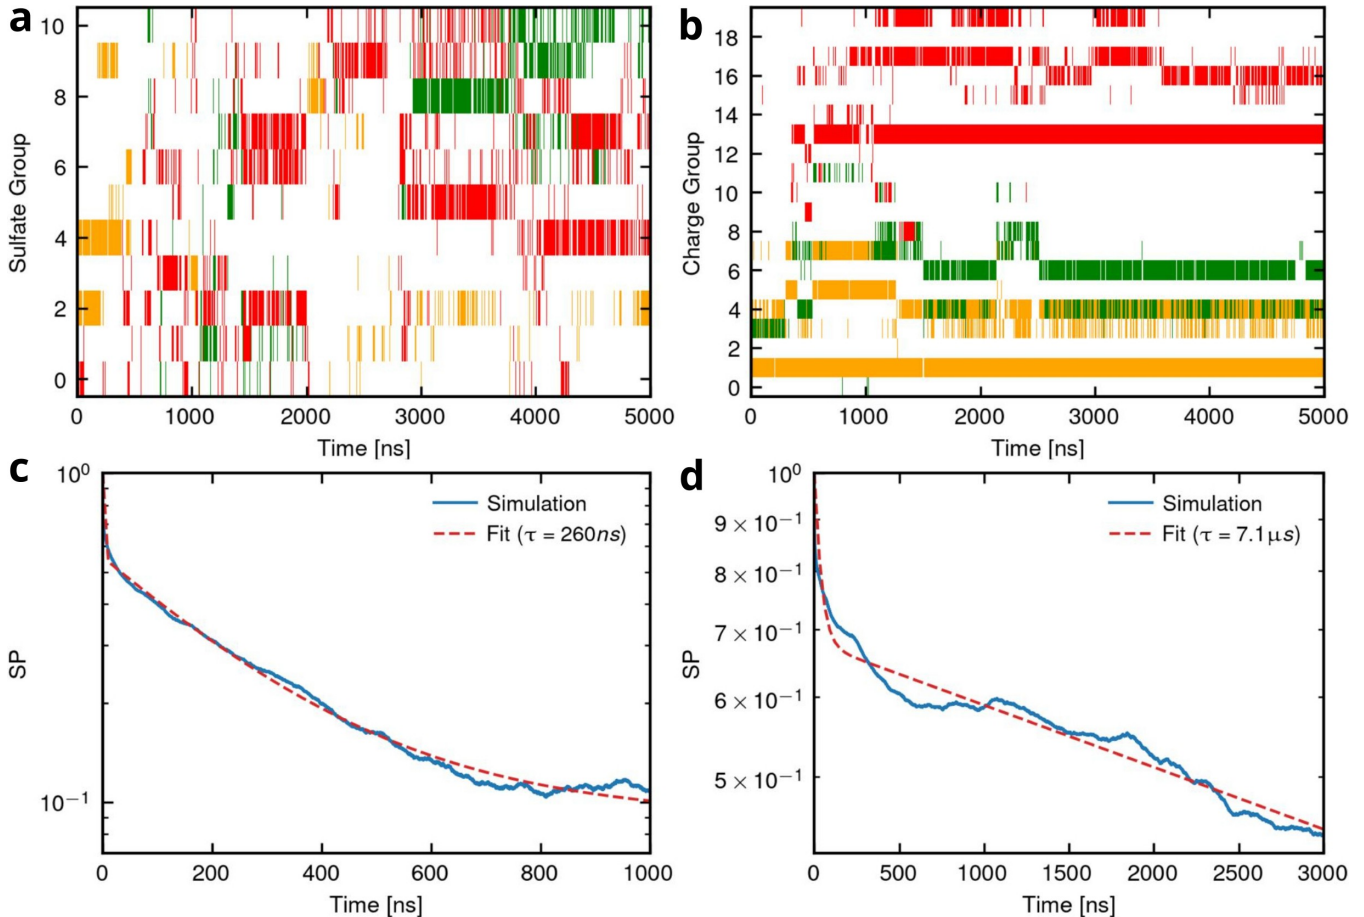 a
Sulfate Group
10
8
6
4
2
0
0 1000 2000 3000 4000 5000
Time [ns]
b
Charge Group
18
16
14
12
10
8
6
4
2
0
0 1000 2000 3000 4000 5000
Time [ns]
c
SP
10⁰
10⁻¹
Simulation
Fit (τ = 260ns)
0 200 400 600 800 1000
Time [ns]
d
SP
10⁰
9 × 10⁻¹
8 × 10⁻¹
7 × 10⁻¹
6 × 10⁻¹
5 × 10⁻¹
Simulation
Fit (τ = 7.1μs)
0 500 1000 1500 2000 2500 3000
Time [ns]